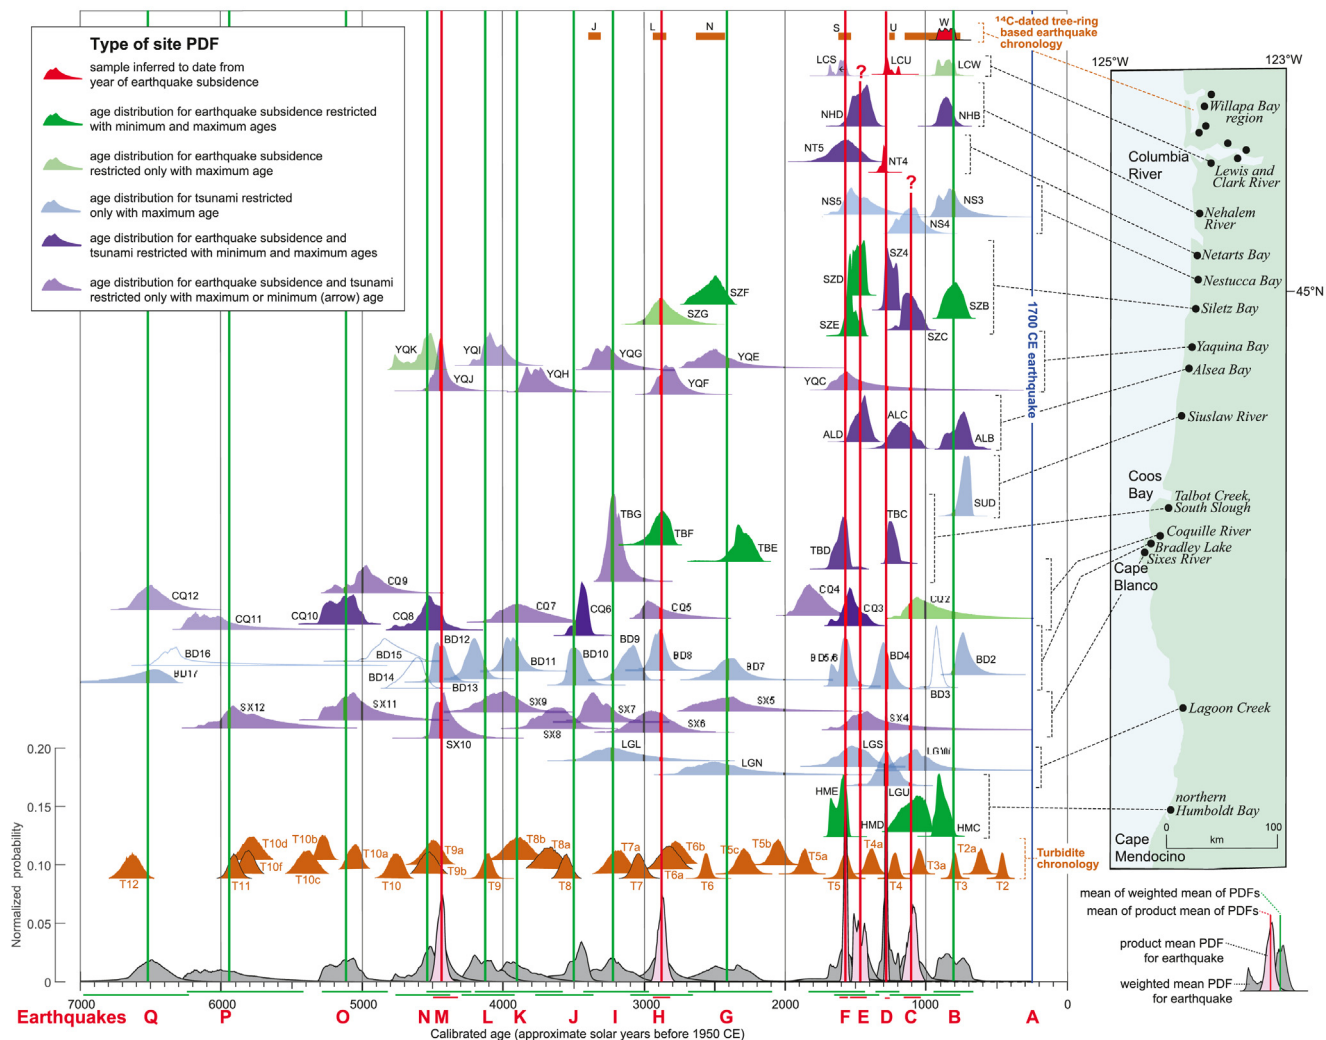 Type of site PDF
sample inferred to date from
year of earthquake subsidence
age distribution for earthquake subsidence restricted
with minimum and maximum ages
age distribution for earthquake subsidence
restricted only with maximum age
age distribution for tsunami restricted
only with maximum age
age distribution for earthquake subsidence and
tsunami restricted with minimum and maximum ages
age distribution for earthquake subsidence and tsunami
restricted only with maximum or minimum (arrow) age
J L N S U W
14C-dated tree-ring
based earthquake
chronology
LCS LCU LCW
?
NHD NHB
NT5 NT4
?
NS5 NS4 NS3
SZD SZ4 SZB
SZE SZC
SZF
SZG
YQK YQI YQG YQE
YQJ YQH YQF YQC
ALD ALC ALB
SUD
TBG TBF TBE TBD TBC
CQ12 CQ11 CQ10 CQ9 CQ8 CQ7 CQ6 CQ5 CQ4 CQ3 CQ2
BD16 BD15 BD12 BD11 BD10 BD9 BD8 BD7 BD5/6 BD4 BD2
BD17 BD14 BD13 BD3
SX12 SX11 SX9 SX7 SX5 SX4
SX10 SX8 SX6
LGL LGN LGS LGW
LGU
HME HMD HMC
1700 CE earthquake
125°W 123°W
45°N
Willapa Bay
region
Columbia
River
Lewis and
Clark River
Nehalem
River
Netarts Bay
Nestucca Bay
Siletz Bay
Yaquina Bay
Alsea Bay
Siuslaw River
Coos
Bay
Talbot Creek,
South Slough
Coquille River
Bradley Lake
Sixes River
Cape
Blanco
Lagoon Creek
northern
Humboldt Bay
0 100
km
Cape
Mendocino
Turbidite
chronology
T10d T10b T10a T9a T8b T8a T7a T6b T5c T5b T5a T4a T3a T2a
T12 T11 T10f T10c T10 T9b T9 T8 T7 T6a T6 T5 T4 T3 T2
Normalized probability
0.20
0.15
0.10
0.05
0
7000 6000 5000 4000 3000 2000 1000 0
Earthquakes Q P O N M L K J I H G F E D C B A
Calibrated age (approximate solar years before 1950 CE)
mean of weighted mean of PDFs
mean of product mean of PDFs
product mean PDF
for earthquake
weighted mean PDF
for earthquake